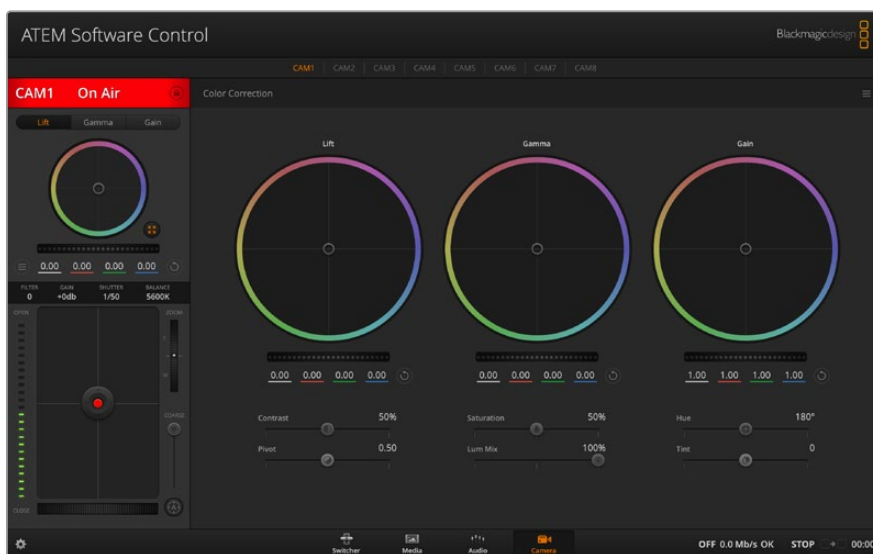 ATEM Software Control
Blackmagicdesign
CAM1 CAM2 CAM3 CAM4 CAM5 CAM6 CAM7 CAM8
CAM1 On Air
Color Correction
Lift Gamma Gain
Lift Gamma Gain
0.00 0.00 0.00 0.00
FILTER GAIN SHUTTER BALANCE
0 +0db 1/50 5600K
OPEN ZOOM
T
W
COARSE
CLOSE
A
0.00 0.00 0.00 0.00
0.00 0.00 0.00 0.00
1.00 1.00 1.00 1.00
Contrast 50% Saturation 50% Hue 180°
Pivot 0.50 Lum Mix 100% Tint 0
Switcher Media Audio Camera
OFF 0.0 Mb/s OK STOP